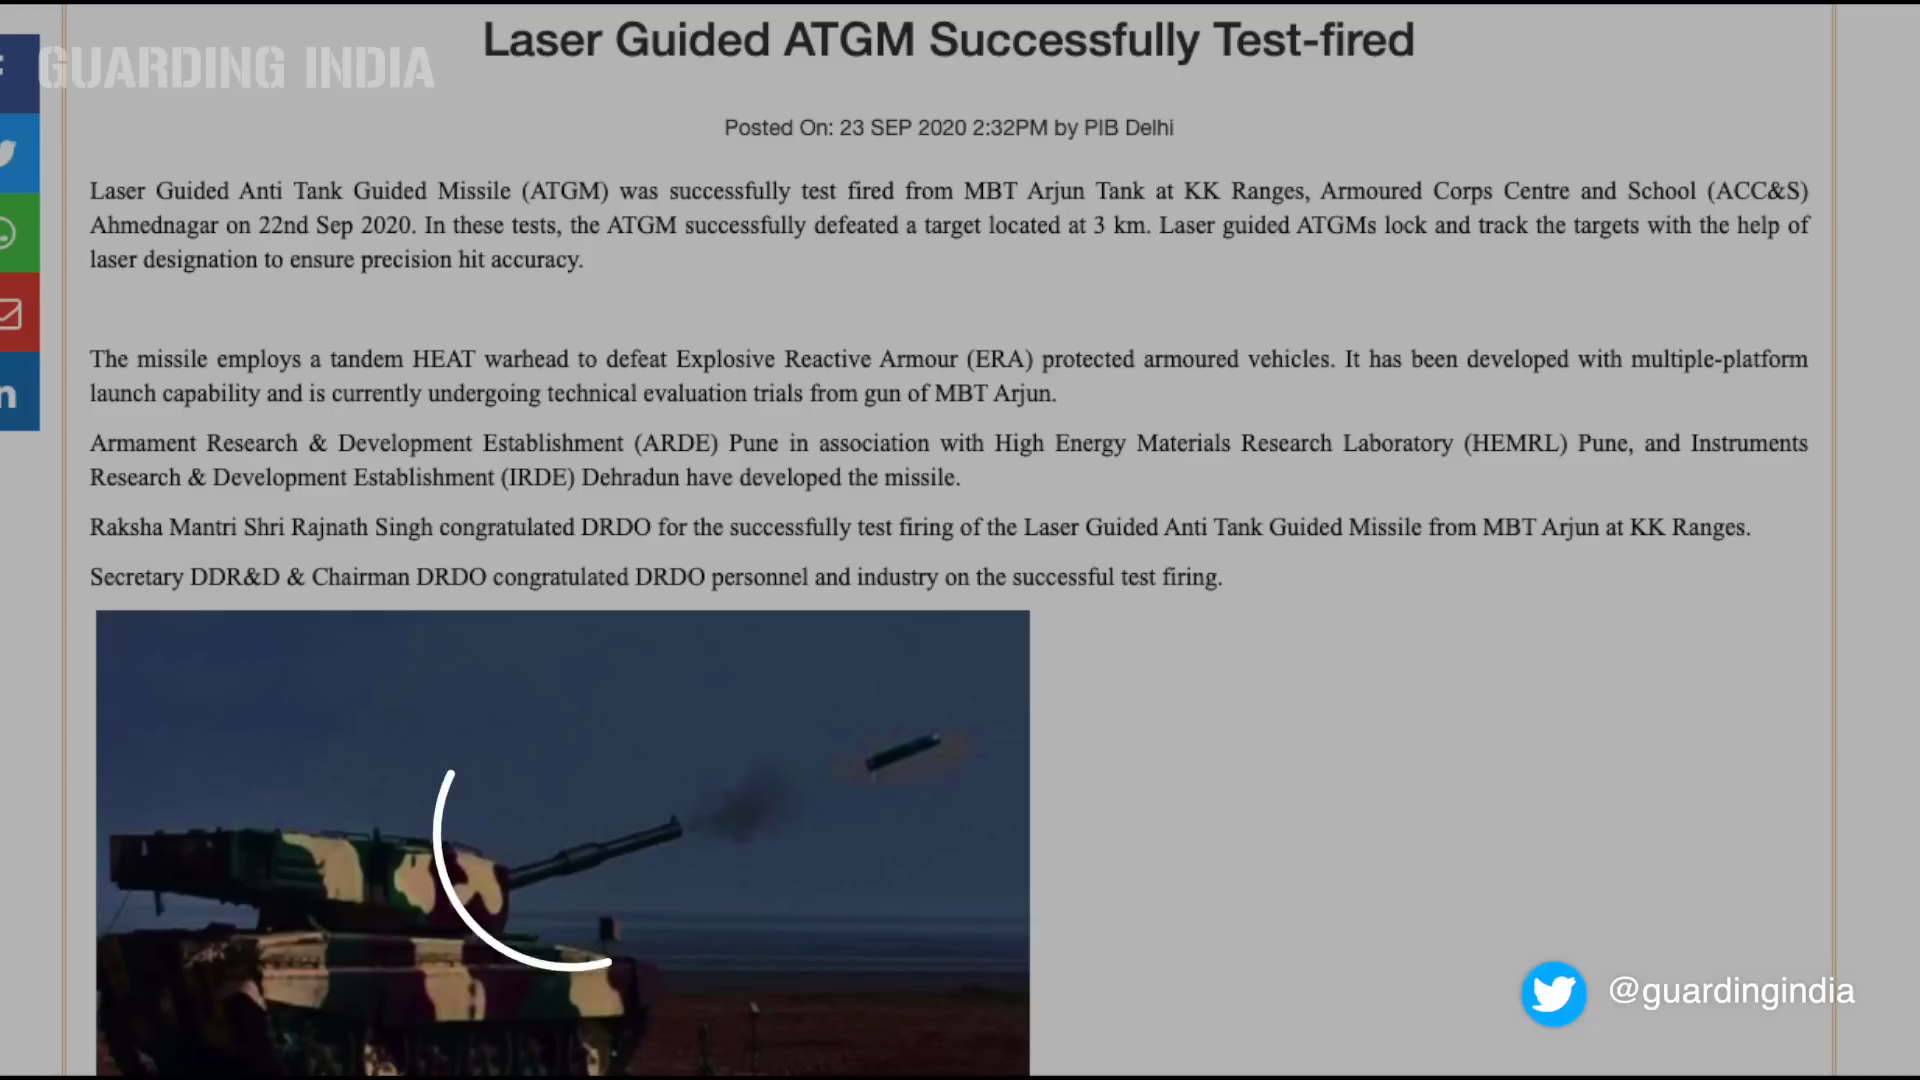 Laser Guided ATGM Successfully Test-fired
GUARDING INDIA
Posted On: 23 SEP 2020 2:32PM by PIB Delhi
Laser Guided Anti Tank Guided Missile (ATGM) was successfully test fired from MBT Arjun Tank at KK Ranges, Armoured Corps Centre and School (ACC&S)
Ahmednagar on 22nd Sep 2020. In these tests, the ATGM successfully defeated a target located at 3 km. Laser guided ATGMs lock and track the targets with the help of
laser designation to ensure precision hit accuracy.
The missile employs a tandem HEAT warhead to defeat Explosive Reactive Armour (ERA) protected armoured vehicles. It has been developed with multiple-platform
launch capability and is currently undergoing technical evaluation trials from gun of MBT Arjun.
Armament Research & Development Establishment (ARDE) Pune in association with High Energy Materials Research Laboratory (HEMRL) Pune, and Instruments
Research & Development Establishment (IRDE) Dehradun have developed the missile.
Raksha Mantri Shri Rajnath Singh congratulated DRDO for the successfully test firing of the Laser Guided Anti Tank Guided Missile from MBT Arjun at KK Ranges.
Secretary DDR&D & Chairman DRDO congratulated DRDO personnel and industry on the successful test firing.
@guardingindia